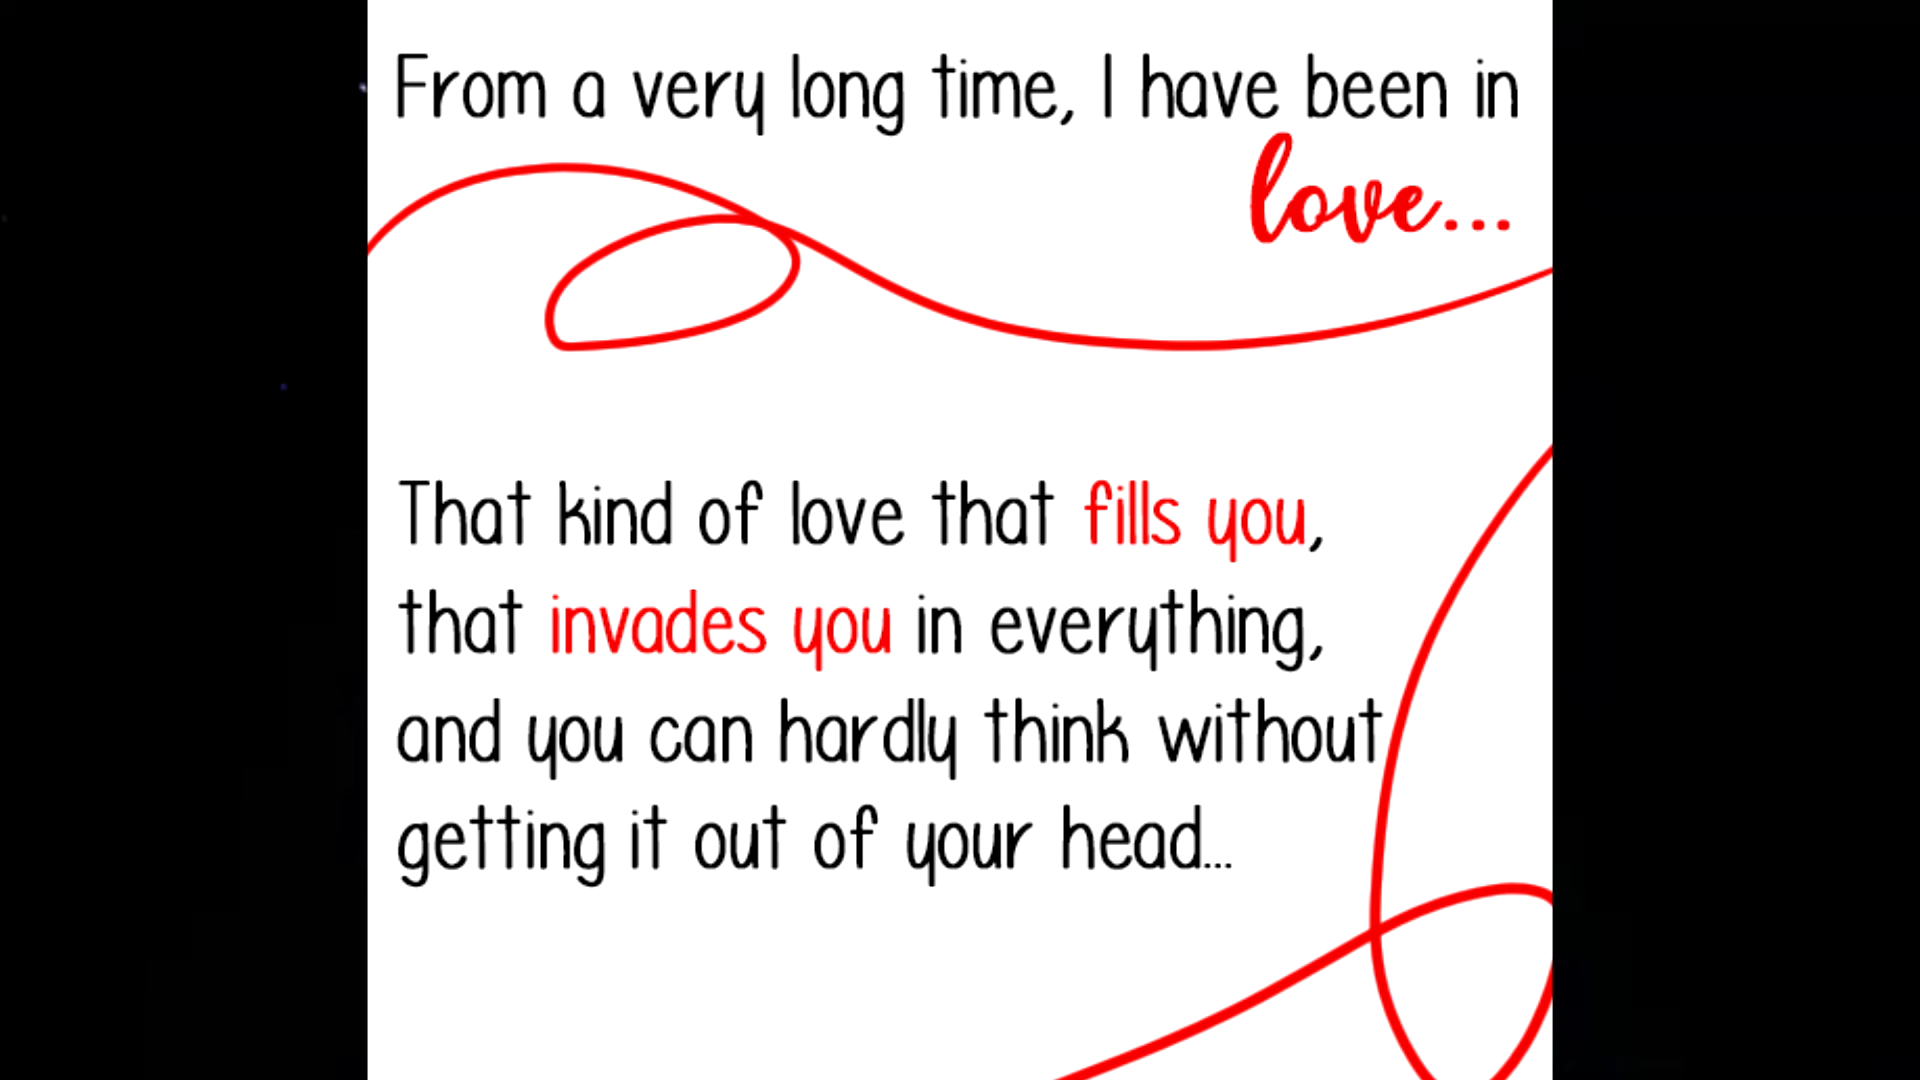 From a very long time, I have been in
love...
That kind of love that fills you,
that invades you in everything,
and you can hardly think without
getting it out of your head...